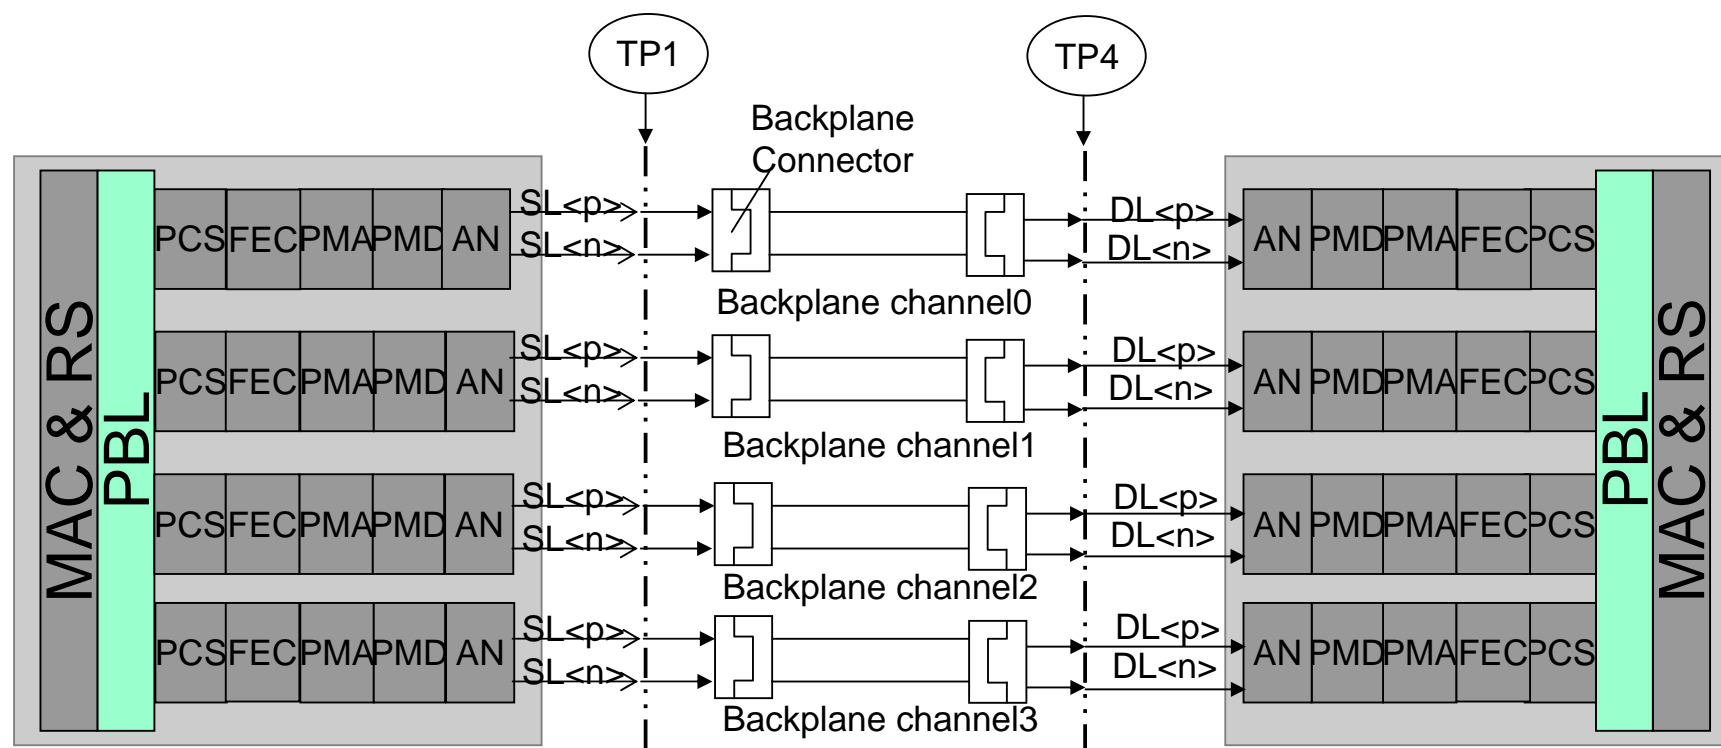 TP1 TP4
Backplane
Connector
MAC & RS
PBL
PCS FEC PMA PMD AN SL<p> DL<p> AN PMD PMA FEC PCS
SL<n> DL<n>
Backplane channel0
PCS FEC PMA PMD AN SL<p> DL<p> AN PMD PMA FEC PCS
SL<n> DL<n>
Backplane channel1
PCS FEC PMA PMD AN SL<p> DL<p> AN PMD PMA FEC PCS
SL<n> DL<n>
Backplane channel2
PCS FEC PMA PMD AN SL<p> DL<p> AN PMD PMA FEC PCS
SL<n> DL<n>
Backplane channel3
PBL
MAC & RS